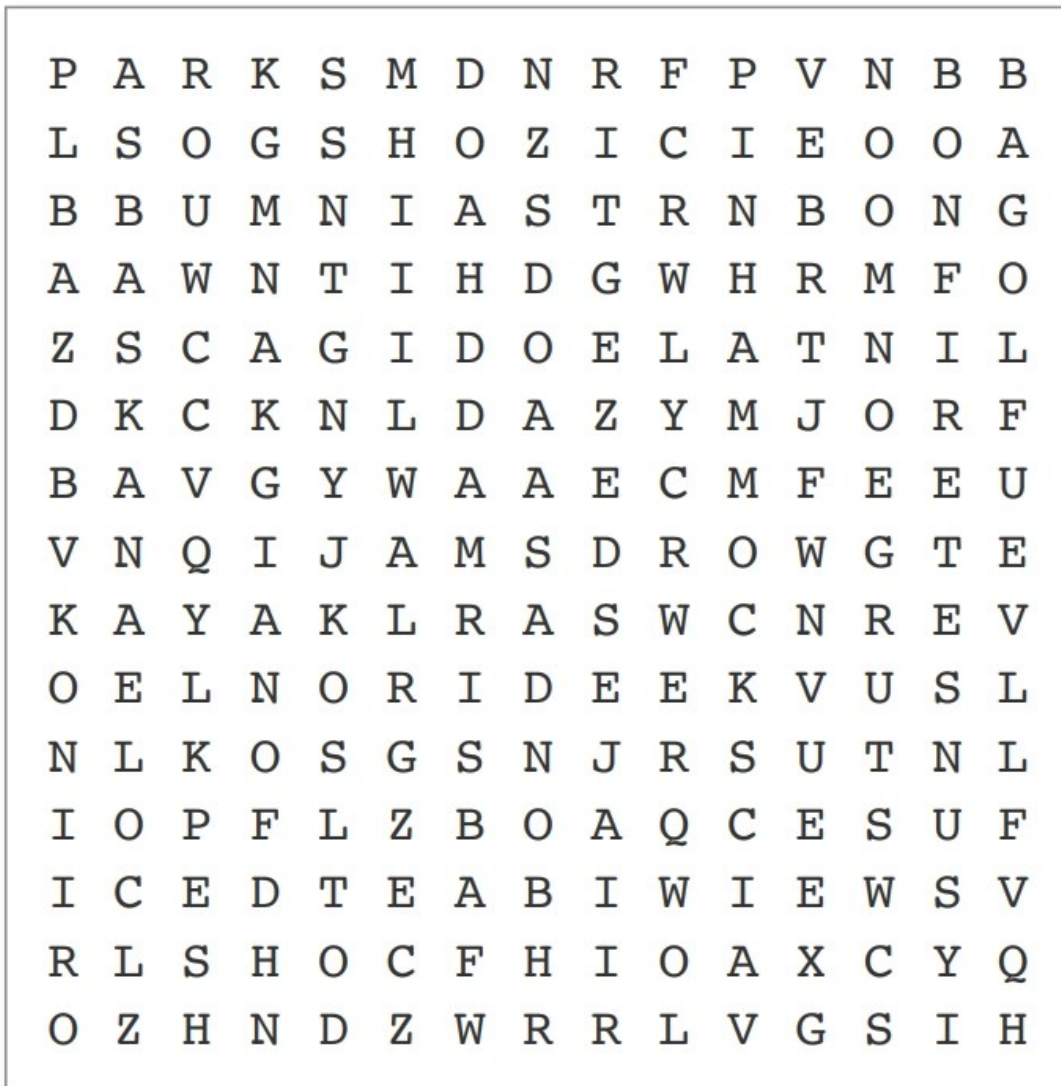 P A R K S M D N R F P V N B B
L S O G S H O Z I C I E O O A
B B U M N I A S T R N B O N G
A A W N T I H D G W H R M F O
Z S C A G I D O E L A T N I L
D K C K N L D A Z Y M J O R F
B A V G Y W A A E C M F E E U
V N Q I J A M S D R O W G T E
K A Y A K L R A S W C N R E V
O E L N O R I D E E K V U S L
N L K O S G S N J R S U T N L
I O P F L Z B O A Q C E S U F
I C E D T E A B I W I E W S V
R L S H O C F H I O A X C Y Q
O Z H N D Z W R R L V G S I H